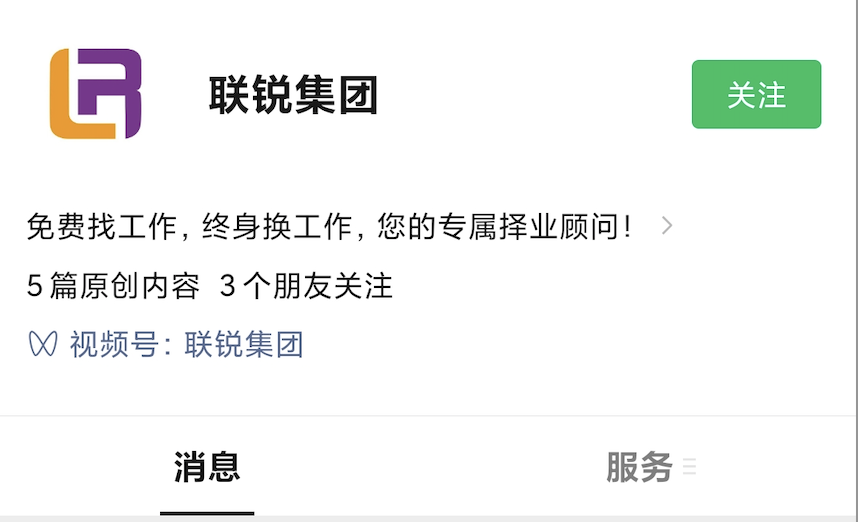 LR
联锐集团
关注
免费找工作，终身换工作，您的专属择业顾问！
5篇原创内容 3个朋友关注
视频号：联锐集团
消息
服务